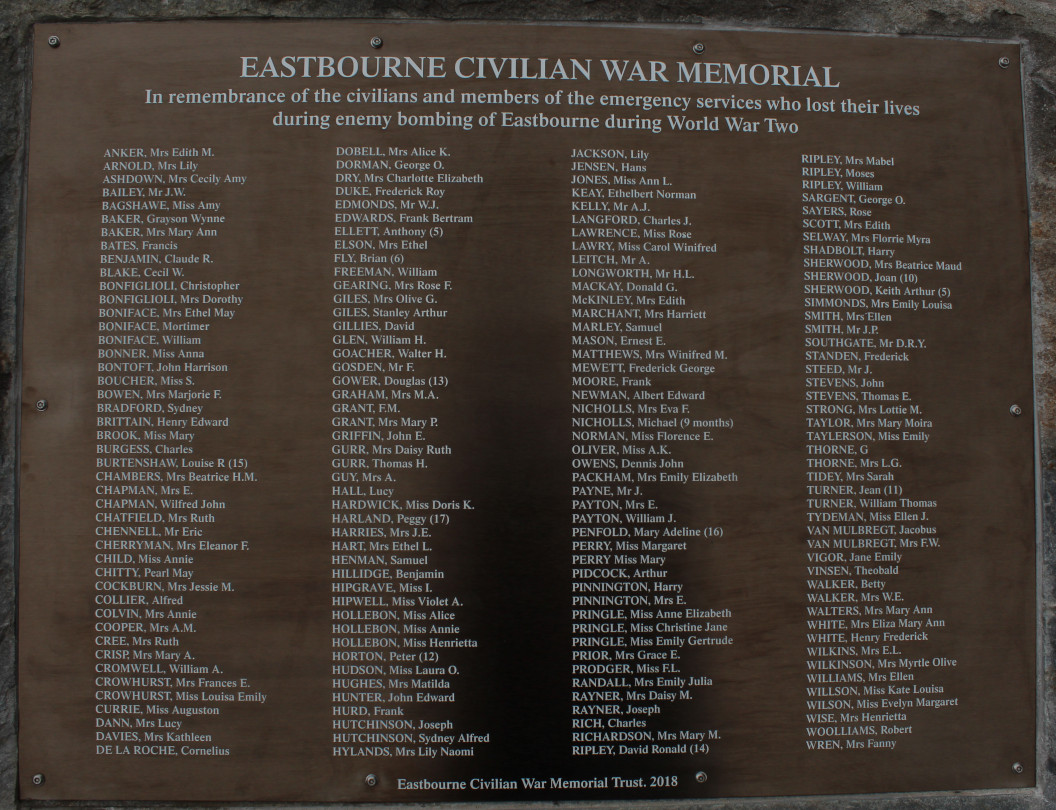 EASTBOURNE CIVILIAN WAR MEMORIAL
In remembrance of the civilians and members of the emergency services who lost their lives
during enemy bombing of Eastbourne during World War Two
ANKER, Mrs Edith M.
ARNOLD, Mrs Lily
ASHDOWN, Mrs Cecily Amy
BAILEY, Mr J.W.
BAGSHAWE, Miss Amy
BAKER, Grayson Wynne
BAKER, Mrs Mary Ann
BATES, Francis
BENJAMIN, Claude R.
BLAKE, Cecil W.
BONFIGLIOLI, Christopher
BONFIGLIOLI, Mrs Dorothy
BONIFACE, Mrs Ethel May
BONIFACE, Mortimer
BONIFACE, William
BONNER, Miss Anna
BONTOFT, John Harrison
BOUCHER, Miss S.
BOWEN, Mrs Marjorie F.
BRADFORD, Sydney
BRITTAIN, Henry Edward
BROOK, Miss Mary
BURGESS, Charles
BURTENSHAW, Louise R (15)
CHAMBERS, Mrs Beatrice H.M.
CHAPMAN, Mrs E.
CHAPMAN, Wilfred John
CHATFIELD, Mrs Ruth
CHENNELL, Mr Eric
CHERRYMAN, Mrs Eleanor F.
CHILD, Miss Annie
CHITTY, Pearl May
COCKBURN, Mrs Jessie M.
COLLIER, Alfred
COLVIN, Mrs Annie
COOPER, Mrs A.M.
CREE, Mrs Ruth
CRISP, Mrs Mary A.
CROMWELL, William A.
CROWHURST, Mrs Frances E.
CROWHURST, Miss Louisa Emily
CURRIE, Miss Auguston
DANN, Mrs Lucy
DAVIES, Mrs Kathleen
DE LA ROCHE, Cornelius
DOBELL, Mrs Alice K.
DORMAN, George O.
DRY, Mrs Charlotte Elizabeth
DUKE, Frederick Roy
EDMONDS, Mr W.J.
EDWARDS, Frank Bertram
ELLETT, Anthony (5)
ELSON, Mrs Ethel
FLY, Brian (6)
FREEMAN, William
GEARING, Mrs Rose F.
GILES, Mrs Olive G.
GILES, Stanley Arthur
GILLIES, David
GLEN, William H.
GOACHER, Walter H.
GOSDEN, Mr F.
GOWER, Douglas (13)
GRAHAM, Mrs M.A.
GRANT, F.M.
GRANT, Mrs Mary P.
GRIFFIN, John E.
GURR, Mrs Daisy Ruth
GURR, Thomas H.
GUY, Mrs A.
HALL, Lucy
HARDWICK, Miss Doris K.
HARLAND, Peggy (17)
HARRIES, Mrs J.E.
HART, Mrs Ethel L.
HENMAN, Samuel
HILLIDGE, Benjamin
HIPGRAVE, Miss I.
HIPWELL, Miss Violet A.
HOLLEBON, Miss Alice
HOLLEBON, Miss Annie
HOLLEBON, Miss Henrietta
HORTON, Peter (12)
HUDSON, Miss Laura O.
HUGHES, Mrs Matilda
HUNTER, John Edward
HURD, Frank
HUTCHINSON, Joseph
HUTCHINSON, Sydney Alfred
HYLANDS, Mrs Lily Naomi
JACKSON, Lily
JENSEN, Hans
JONES, Miss Ann L.
KEAY, Ethelbert Norman
KELLY, Mr A.J.
LANGFORD, Charles J.
LAWRENCE, Miss Rose
LAWRY, Miss Carol Winifred
LEITCH, Mr A.
LONGWORTH, Mr H.L.
MACKAY, Donald G.
McKINLEY, Mrs Edith
MARCHANT, Mrs Harriett
MARLEY, Samuel
MASON, Ernest E.
MATTHEWS, Mrs Winifred M.
MEWETT, Frederick George
MOORE, Frank
NEWMAN, Albert Edward
NICHOLLS, Mrs Eva F.
NICHOLLS, Michael (9 months)
NORMAN, Miss Florence E.
OLIVER, Miss A.K.
OWENS, Dennis John
PACKHAM, Mrs Emily Elizabeth
PAYNE, Mr J.
PAYTON, Mrs E.
PAYTON, William J.
PENFOLD, Mary Adeline (16)
PERRY, Miss Margaret
PERRY Miss Mary
PIDCOCK, Arthur
PINNINGTON, Harry
PINNINGTON, Mrs E.
PRINGLE, Miss Anne Elizabeth
PRINGLE, Miss Christine Jane
PRINGLE, Miss Emily Gertrude
PRIOR, Mrs Grace E.
PRODGER, Miss F.L.
RANDALL, Mrs Emily Julia
RAYNER, Mrs Daisy M.
RAYNER, Joseph
RICH, Charles
RICHARDSON, Mrs Mary M.
RIPLEY, David Ronald (14)
RIPLEY, Mrs Mabel
RIPLEY, Moses
RIPLEY, William
SARGENT, George O.
SAYERS, Rose
SCOTT, Mrs Edith
SELWAY, Mrs Florrie Myra
SHADBOLT, Harry
SHERWOOD, Mrs Beatrice Maud
SHERWOOD, Joan (10)
SHERWOOD, Keith Arthur (5)
SIMMONDS, Mrs Emily Louisa
SMITH, Mrs Ellen
SMITH, Mr J.P.
SOUTHGATE, Mr D.R.Y.
STANDEN, Frederick
STEED, Mr J.
STEVENS, John
STEVENS, Thomas E.
STRONG, Mrs Lottie M.
TAYLOR, Mrs Mary Moira
TAYLERSON, Miss Emily
THORNE, G
THORNE, Mrs L.G.
TIDEY, Mrs Sarah
TURNER, Jean (11)
TURNER, William Thomas
TYDEMAN, Miss Ellen J.
VAN MULBREGT, Jacobus
VAN MULBREGT, Mrs F.W.
VIGOR, Jane Emily
VINSEN, Theobald
WALKER, Betty
WALKER, Mrs W.E.
WALTERS, Mrs Mary Ann
WHITE, Mrs Eliza Mary Ann
WHITE, Henry Frederick
WILKINS, Mrs E.L.
WILKINSON, Mrs Myrtle Olive
WILLIAMS, Mrs Ellen
WILLSON, Miss Kate Louisa
WILSON, Miss Evelyn Margaret
WISE, Mrs Henrietta
WOOLLIAMS, Robert
WREN, Mrs Fanny
Eastbourne Civilian War Memorial Trust. 2018